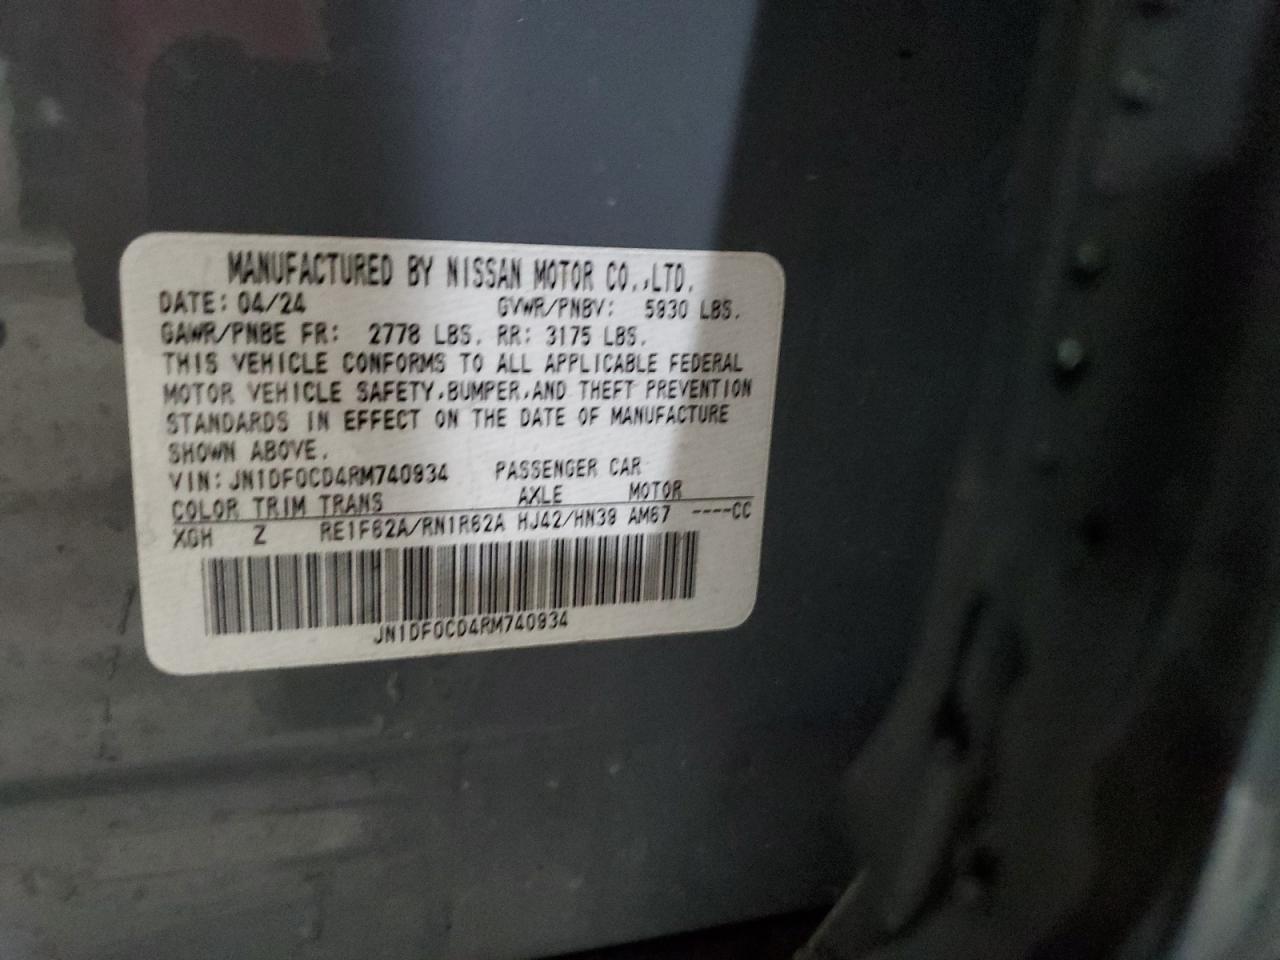 MANUFACTURED BY NISSAN MOTOR CO.,LTD.
DATE: 04/24 GVWR/PNBV: 5930 LBS.
GAWR/PNBE FR: 2778 LBS. RR: 3175 LBS.
THIS VEHICLE CONFORMS TO ALL APPLICABLE FEDERAL
MOTOR VEHICLE SAFETY,BUMPER,AND THEFT PREVENTION
STANDARDS IN EFFECT ON THE DATE OF MANUFACTURE
SHOWN ABOVE.
VIN: JN1DF0CD4RM740934 PASSENGER CAR
COLOR TRIM TRANS AXLE MOTOR
XGH Z RE1F62A/RN1R62A HJ42/HN39 AM67 ----CC
JN1DF0CD4RM740934